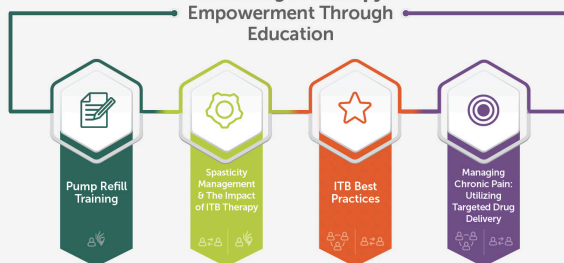 Empowerment Through
Education
Pump Refill
Training
Spasticity
Management
& The Impact
of ITB Therapy
ITB Best
Practices
Managing
Chronic Pain:
Utilizing
Targeted Drug
Delivery